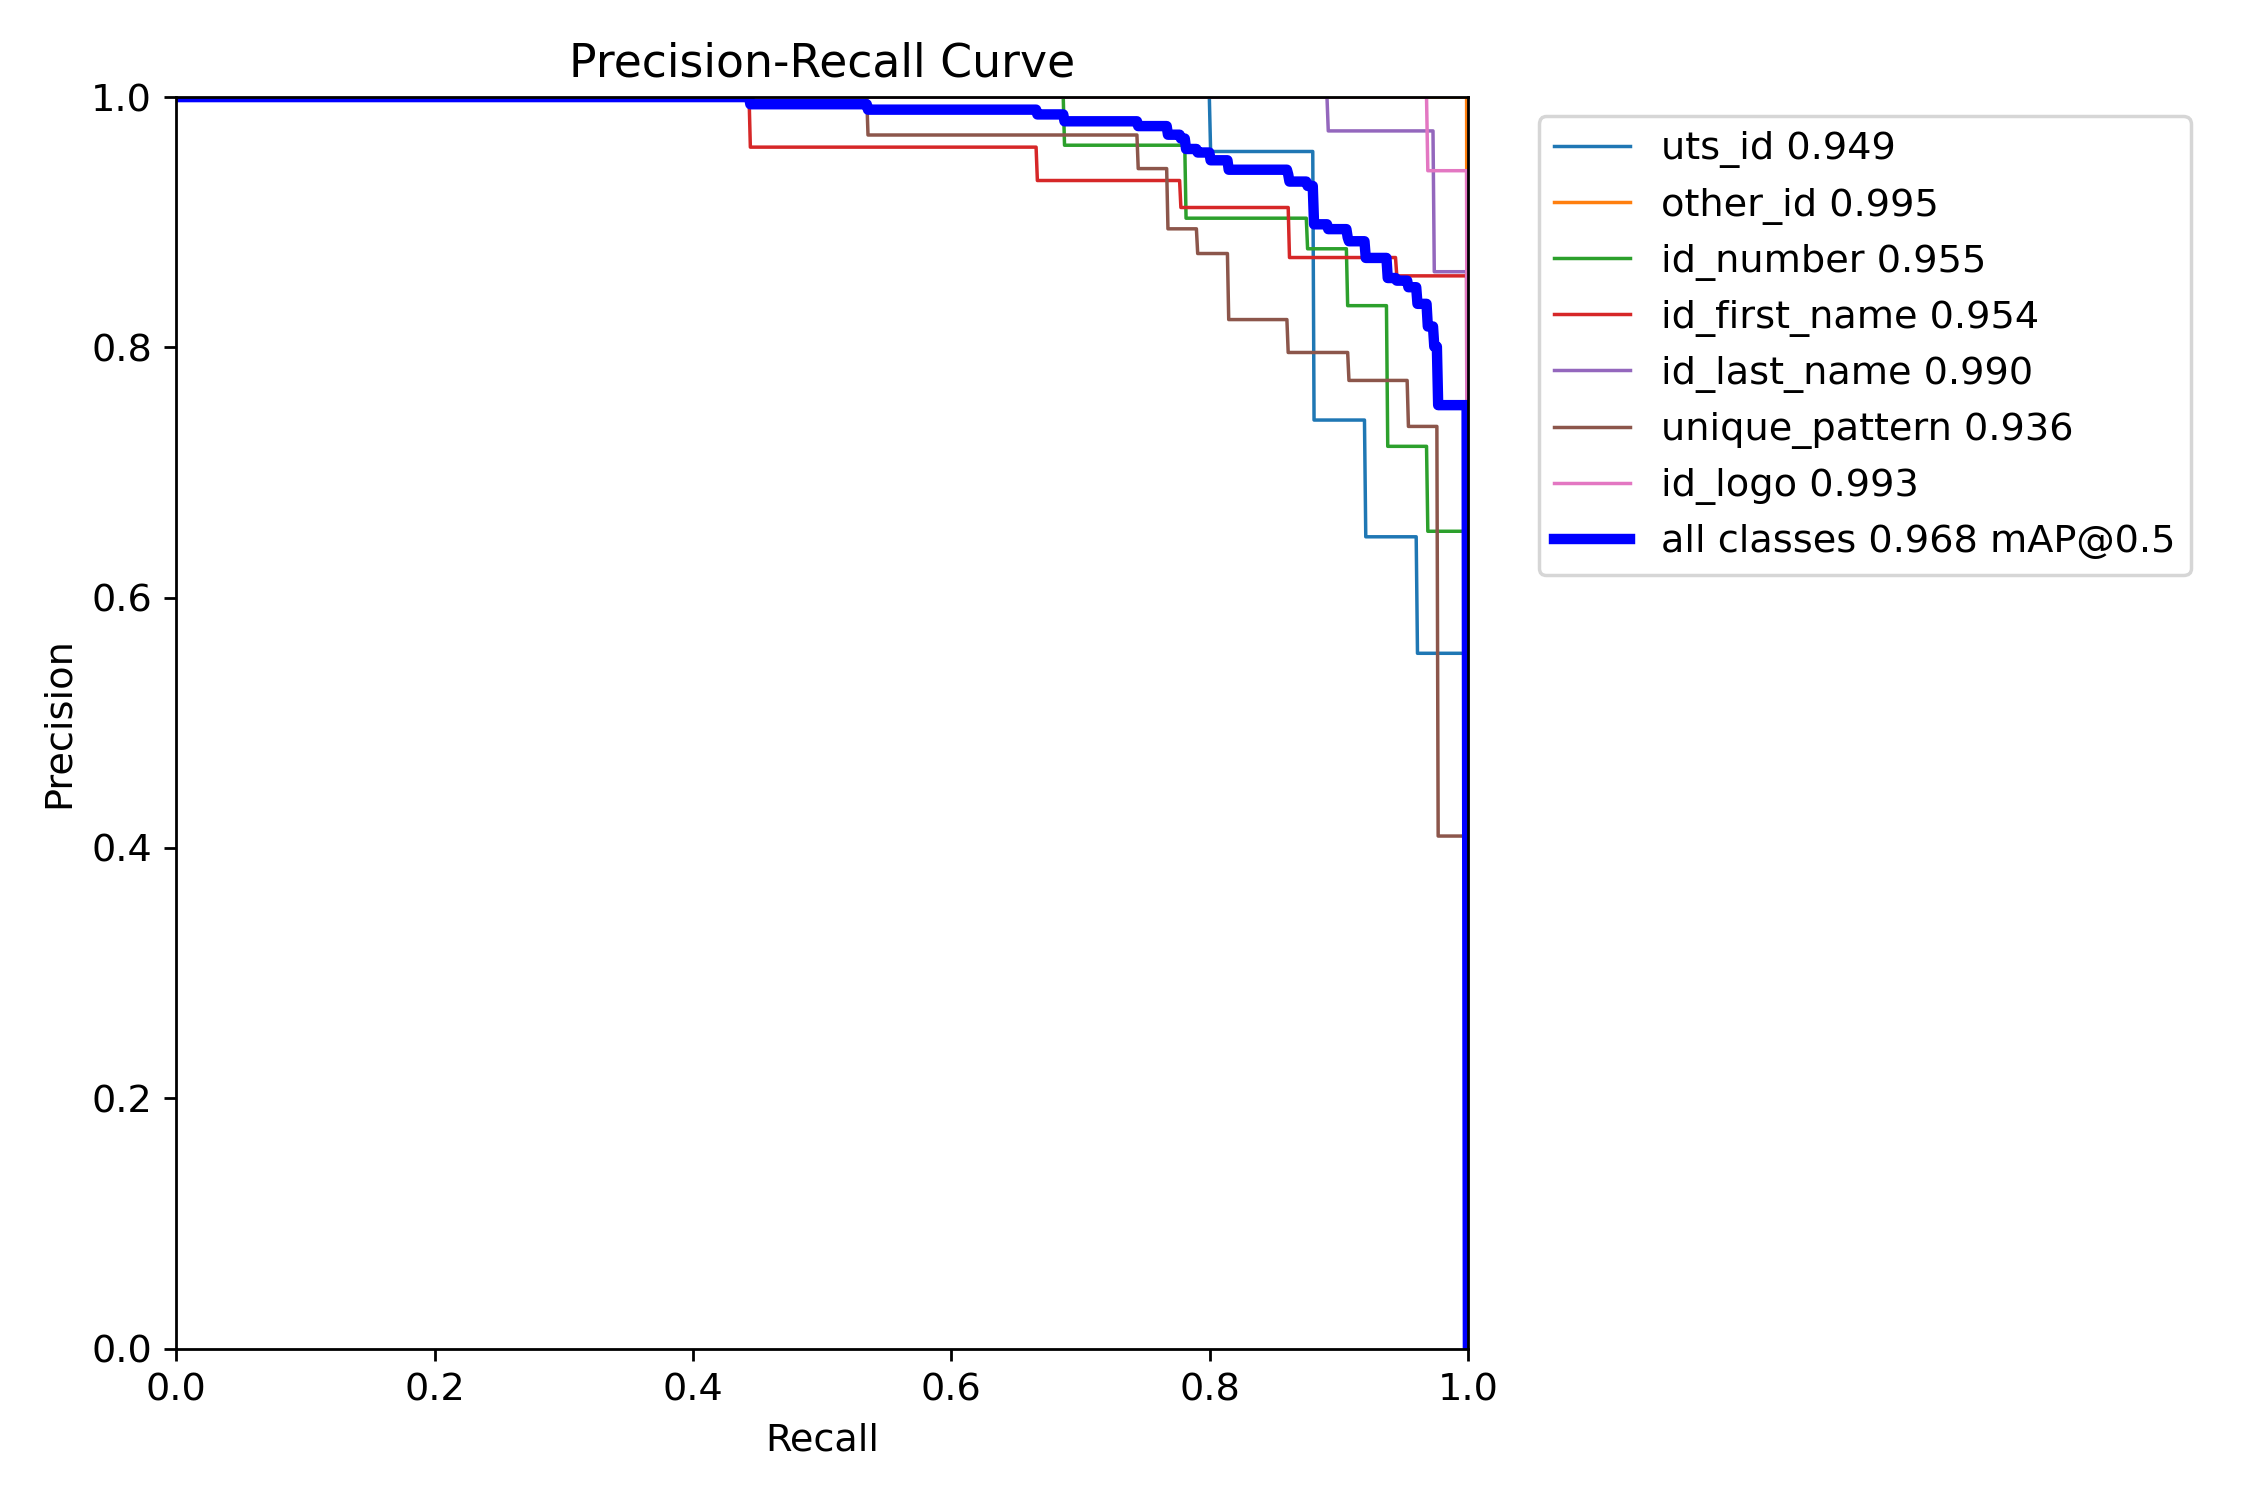 Precision-Recall Curve
1.0
0.8
0.6
0.4
0.2
0.0
Precision
0.0 0.2 0.4 0.6 0.8 1.0
Recall
uts_id 0.949
other_id 0.995
id_number 0.955
id_first_name 0.954
id_last_name 0.990
unique_pattern 0.936
id_logo 0.993
all classes 0.968 mAP@0.5